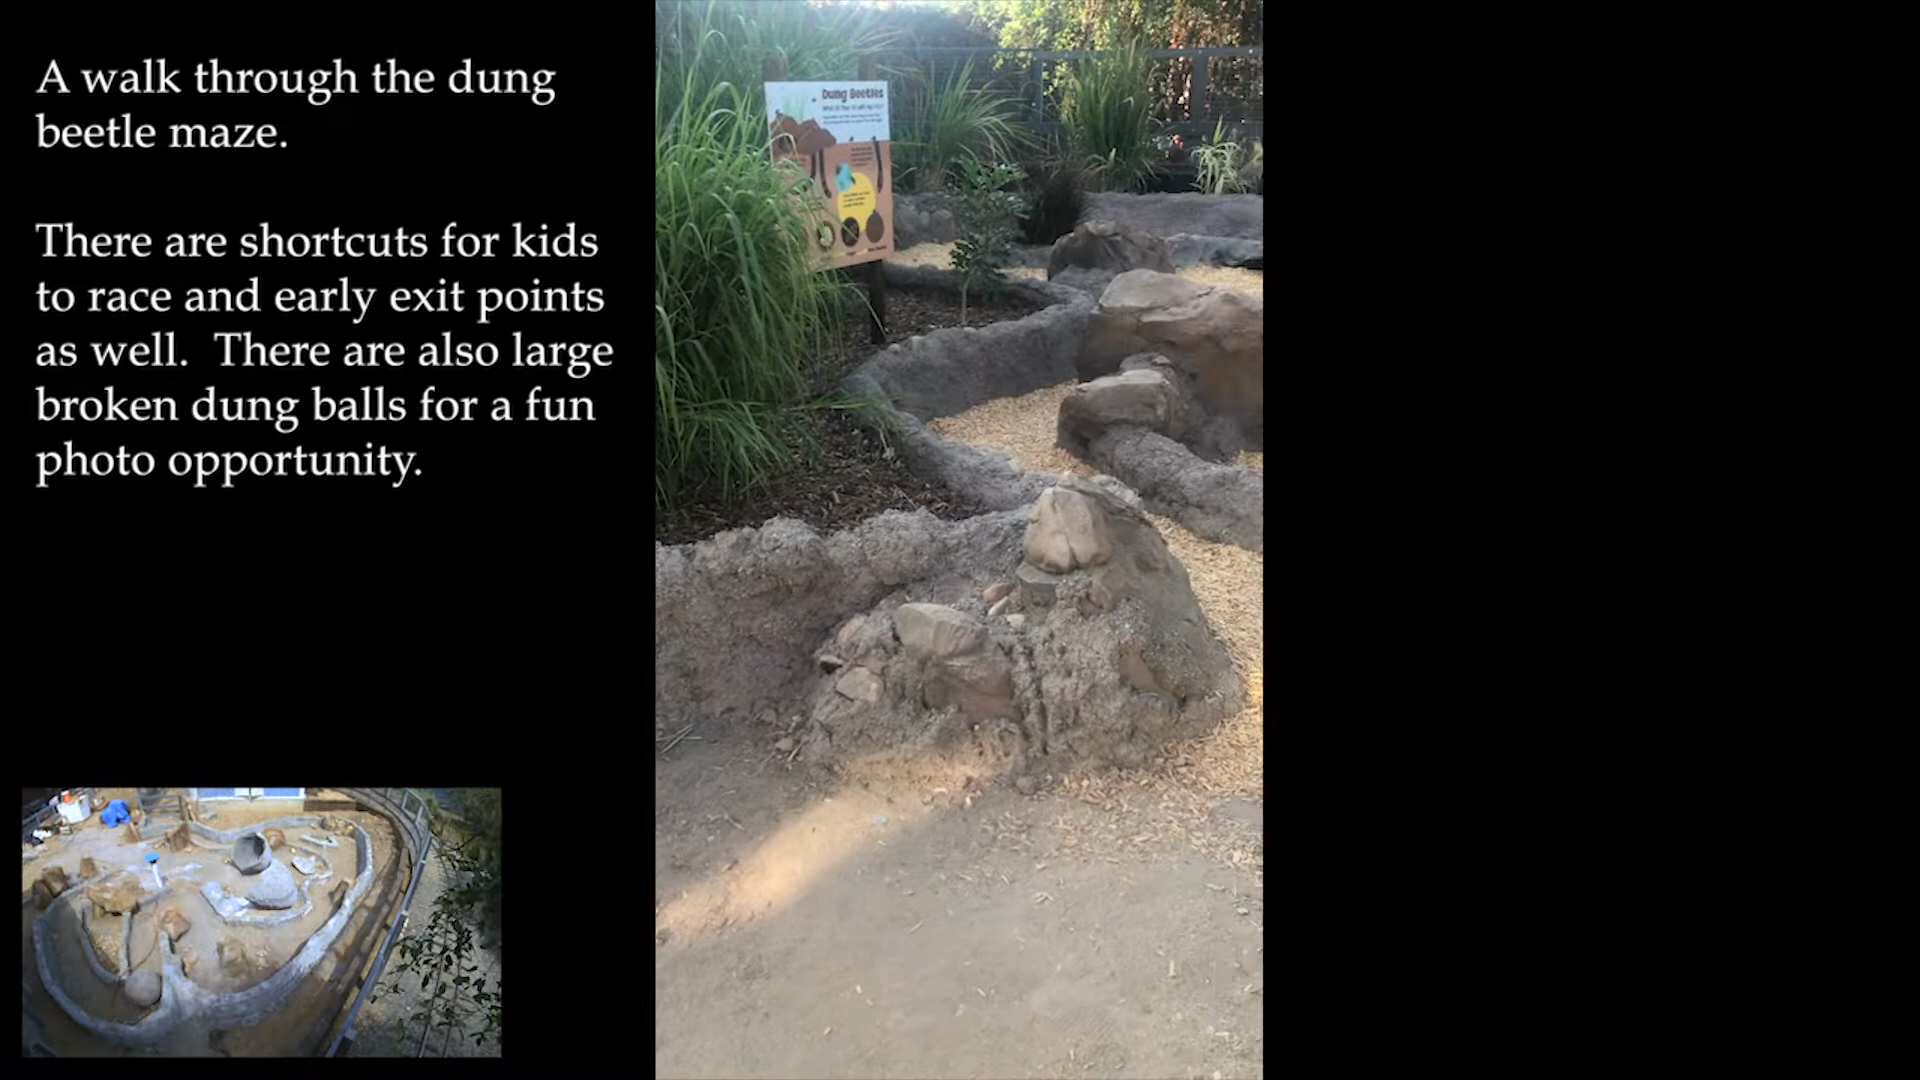 A walk through the dung
beetle maze.
There are shortcuts for kids
to race and early exit points
as well.  There are also large
broken dung balls for a fun
photo opportunity.
Dung Beetles